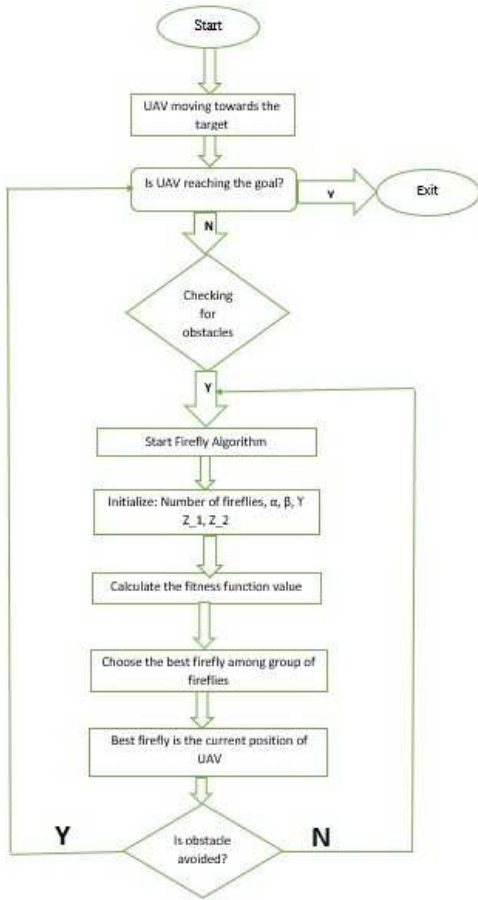 Start
UAV moving towards the
target
Is UAV reaching the goal?
Y
Exit
N
Checking
for
obstacles
Y
Start Firefly Algorithm
Initialize: Number of fireflies, α, β, ϒ
Z_1, Z_2
Calculate the fitness function value
Choose the best firefly among group of
fireflies
Best firefly is the current position of
UAV
Y
Is obstacle
avoided?
N